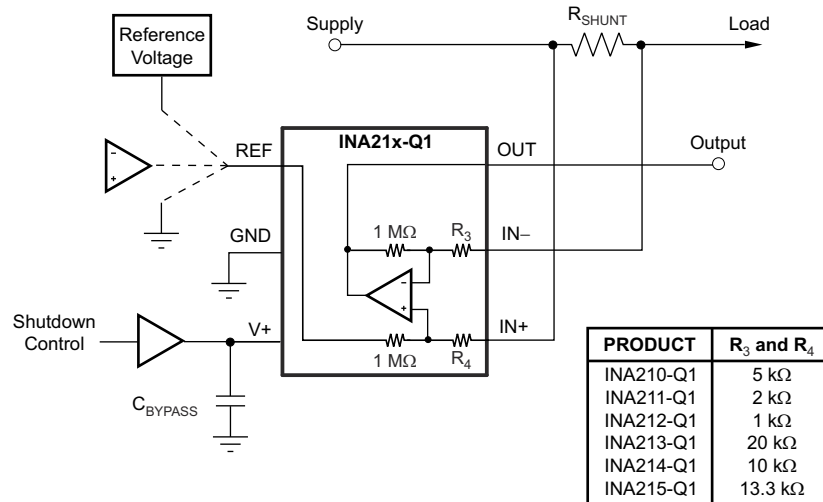 Reference
Voltage
Supply
R_SHUNT
Load
INA21x-Q1
REF
OUT
Output
GND
1 MΩ
R₃
IN−
Shutdown
Control
V+
IN+
1 MΩ
R₄
C_BYPASS
−
+
−
+
PRODUCT R₃ and R₄
INA210-Q1 5 kΩ
INA211-Q1 2 kΩ
INA212-Q1 1 kΩ
INA213-Q1 20 kΩ
INA214-Q1 10 kΩ
INA215-Q1 13.3 kΩ